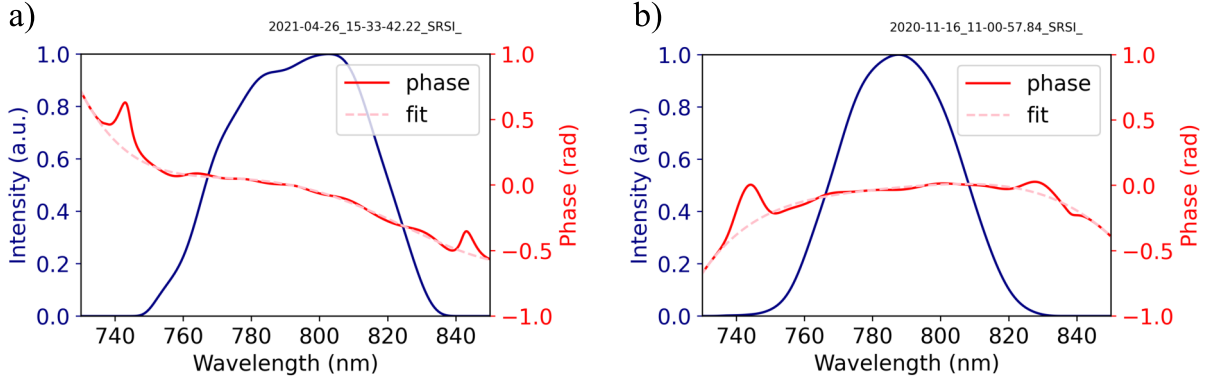 a)
2021-04-26_15-33-42.22_SRSI_
1.0
0.8
0.6
0.4
0.2
0.0
Intensity (a.u.)
740
760
780
800
820
840
Wavelength (nm)
1.0
0.5
0.0
−0.5
−1.0
Phase (rad)
phase
fit
b)
2020-11-16_11-00-57.84_SRSI_
1.0
0.8
0.6
0.4
0.2
0.0
Intensity (a.u.)
740
760
780
800
820
840
Wavelength (nm)
1.0
0.5
0.0
−0.5
−1.0
Phase (rad)
phase
fit